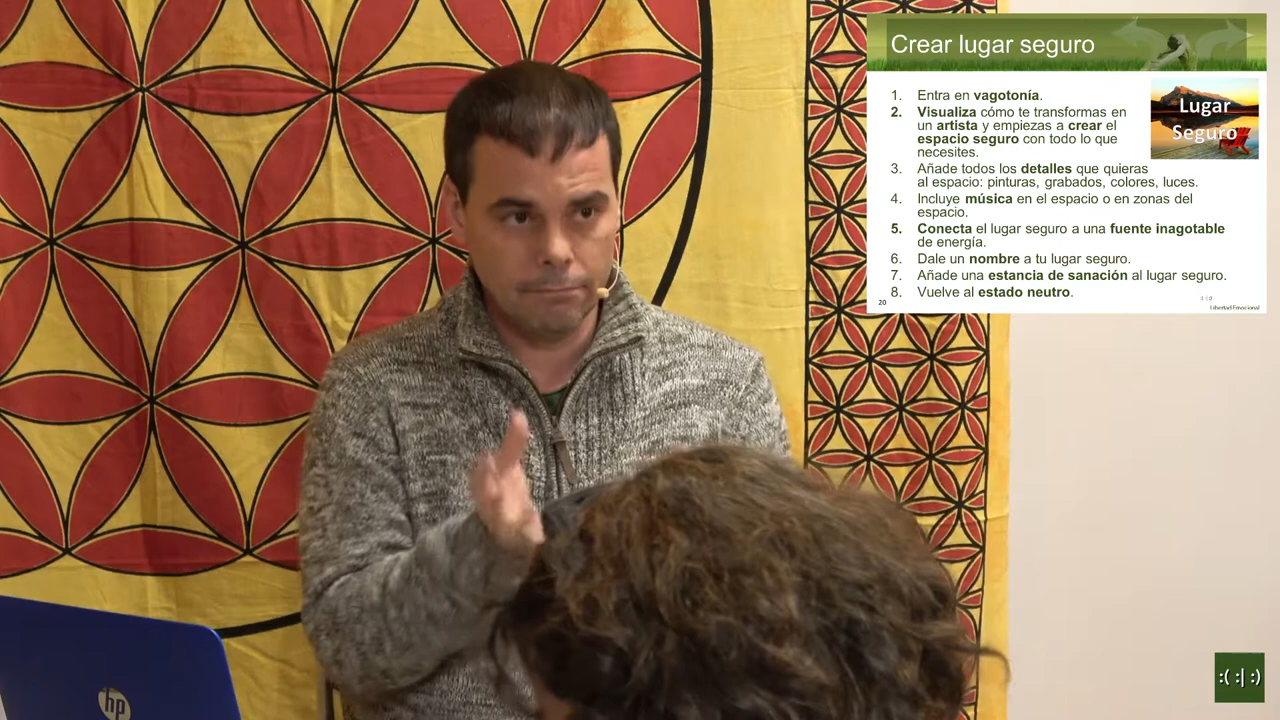 Crear lugar seguro
1. Entra en vagotonía.
2. Visualiza cómo te transformas en
un artista y empiezas a crear el
espacio seguro con todo lo que
necesites.
3. Añade todos los detalles que quieras
al espacio: pinturas, grabados, colores, luces.
4. Incluye música en el espacio o en zonas del
espacio.
5. Conecta el lugar seguro a una fuente inagotable
de energía.
6. Dale un nombre a tu lugar seguro.
7. Añade una estancia de sanación al lugar seguro.
8. Vuelve al estado neutro.
Lugar
Seguro
20
Libertad Emocional
hp
:( :| :)